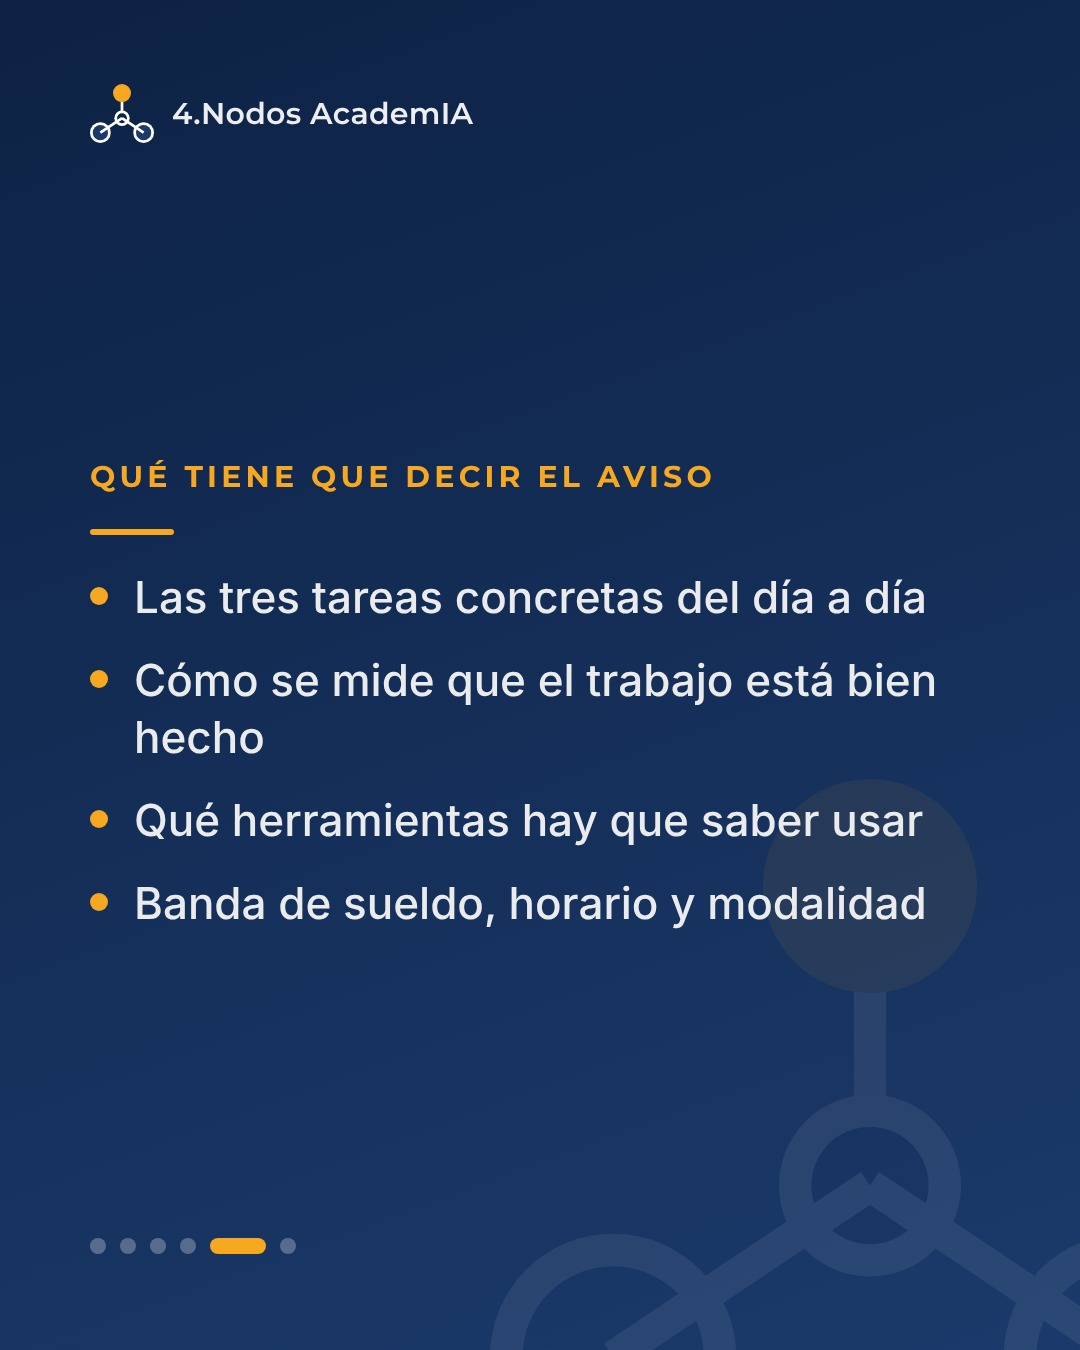 4.Nodos AcademIA
QUÉ TIENE QUE DECIR EL AVISO
Las tres tareas concretas del día a día
Cómo se mide que el trabajo está bien
hecho
Qué herramientas hay que saber usar
Banda de sueldo, horario y modalidad